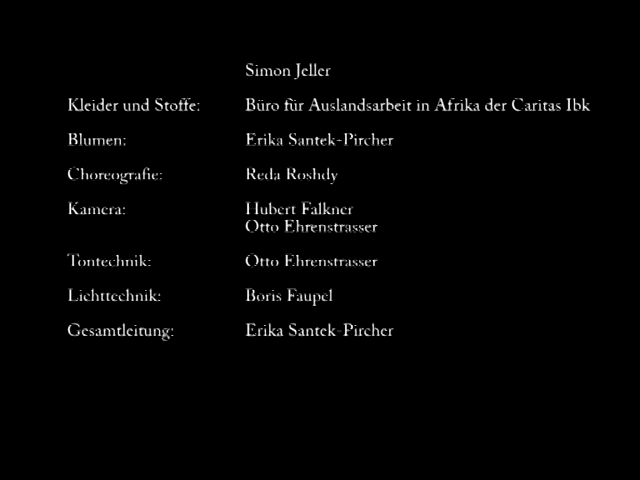 Simon Jeller
Kleider und Stoffe: Büro für Auslandsarbeit in Afrika der Caritas Ibk
Blumen: Erika Santek-Pircher
Choreografie: Reda Roshdy
Kamera: Hubert Falkner
Otto Ehrenstrasser
Tontechnik: Otto Ehrenstrasser
Lichttechnik: Boris Faupel
Gesamtleitung: Erika Santek-Pircher